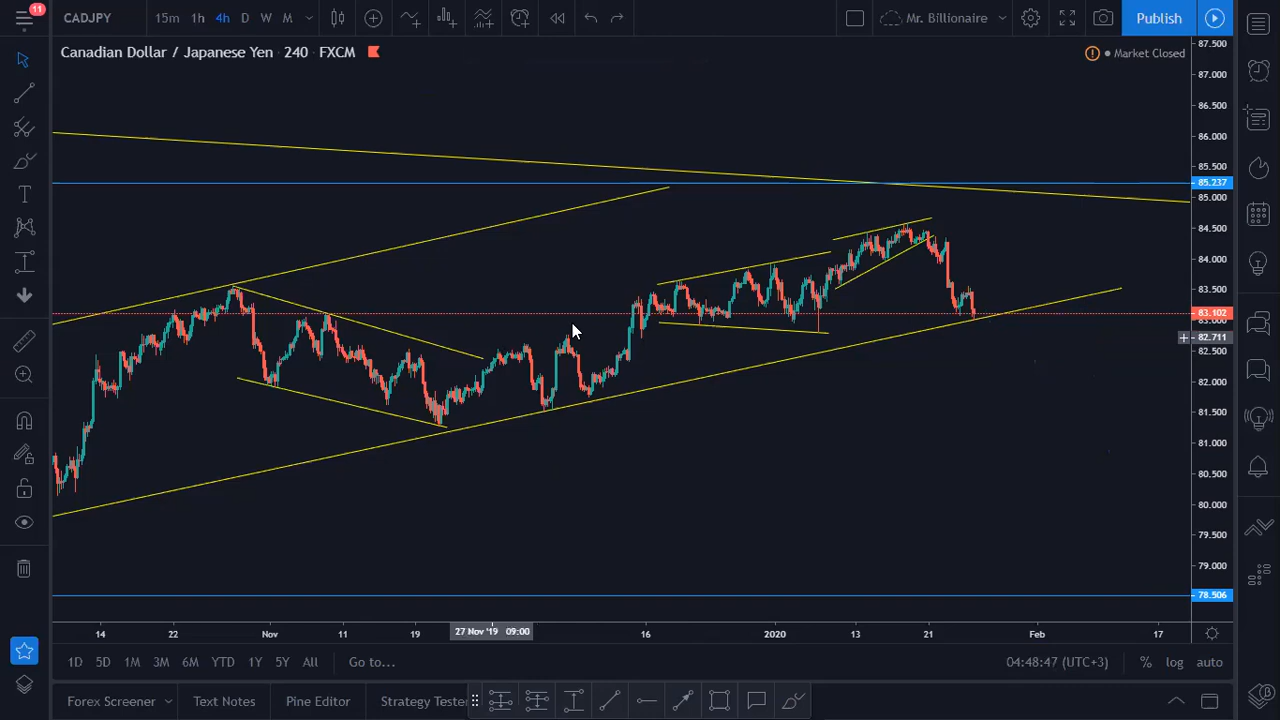 11
CADJPY
15m 1h 4h D W M
Mr. Billionaire
Publish
Canadian Dollar / Japanese Yen · 240 · FXCM
Market Closed
87.500
87.000
86.500
86.000
85.500
85.237
85.000
84.500
84.000
83.500
83.102
83.000
82.711
82.500
82.000
81.500
81.000
80.500
80.000
79.500
79.000
78.506
14 22 Nov 11 19 27 Nov '19 09:00 16 2020 13 21 Feb 17
1D 5D 1M 3M 6M YTD 1Y 5Y All Go to... 04:48:47 (UTC+3) % log auto
Forex Screener Text Notes Pine Editor Strategy Tester